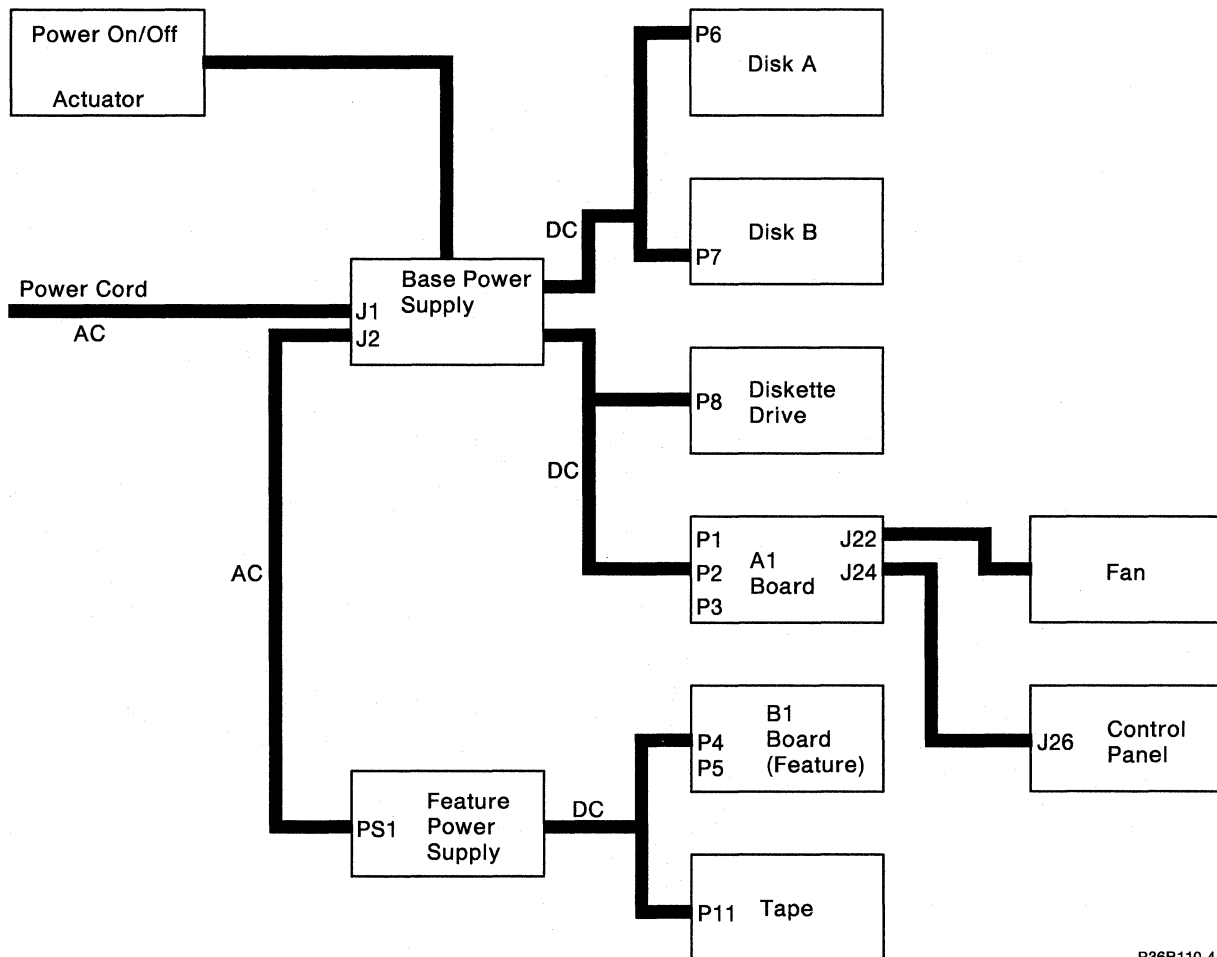 Power On/Off
Actuator
P6
Disk A
P7
Disk B
DC
Power Cord
AC
J1
J2
Base Power
Supply
P8
Diskette
Drive
DC
P1
P2
P3
A1
Board
J22
J24
Fan
AC
P4
P5
B1
Board
(Feature)
J26
Control
Panel
PS1
Feature
Power
Supply
DC
P11
Tape
P36B110-4